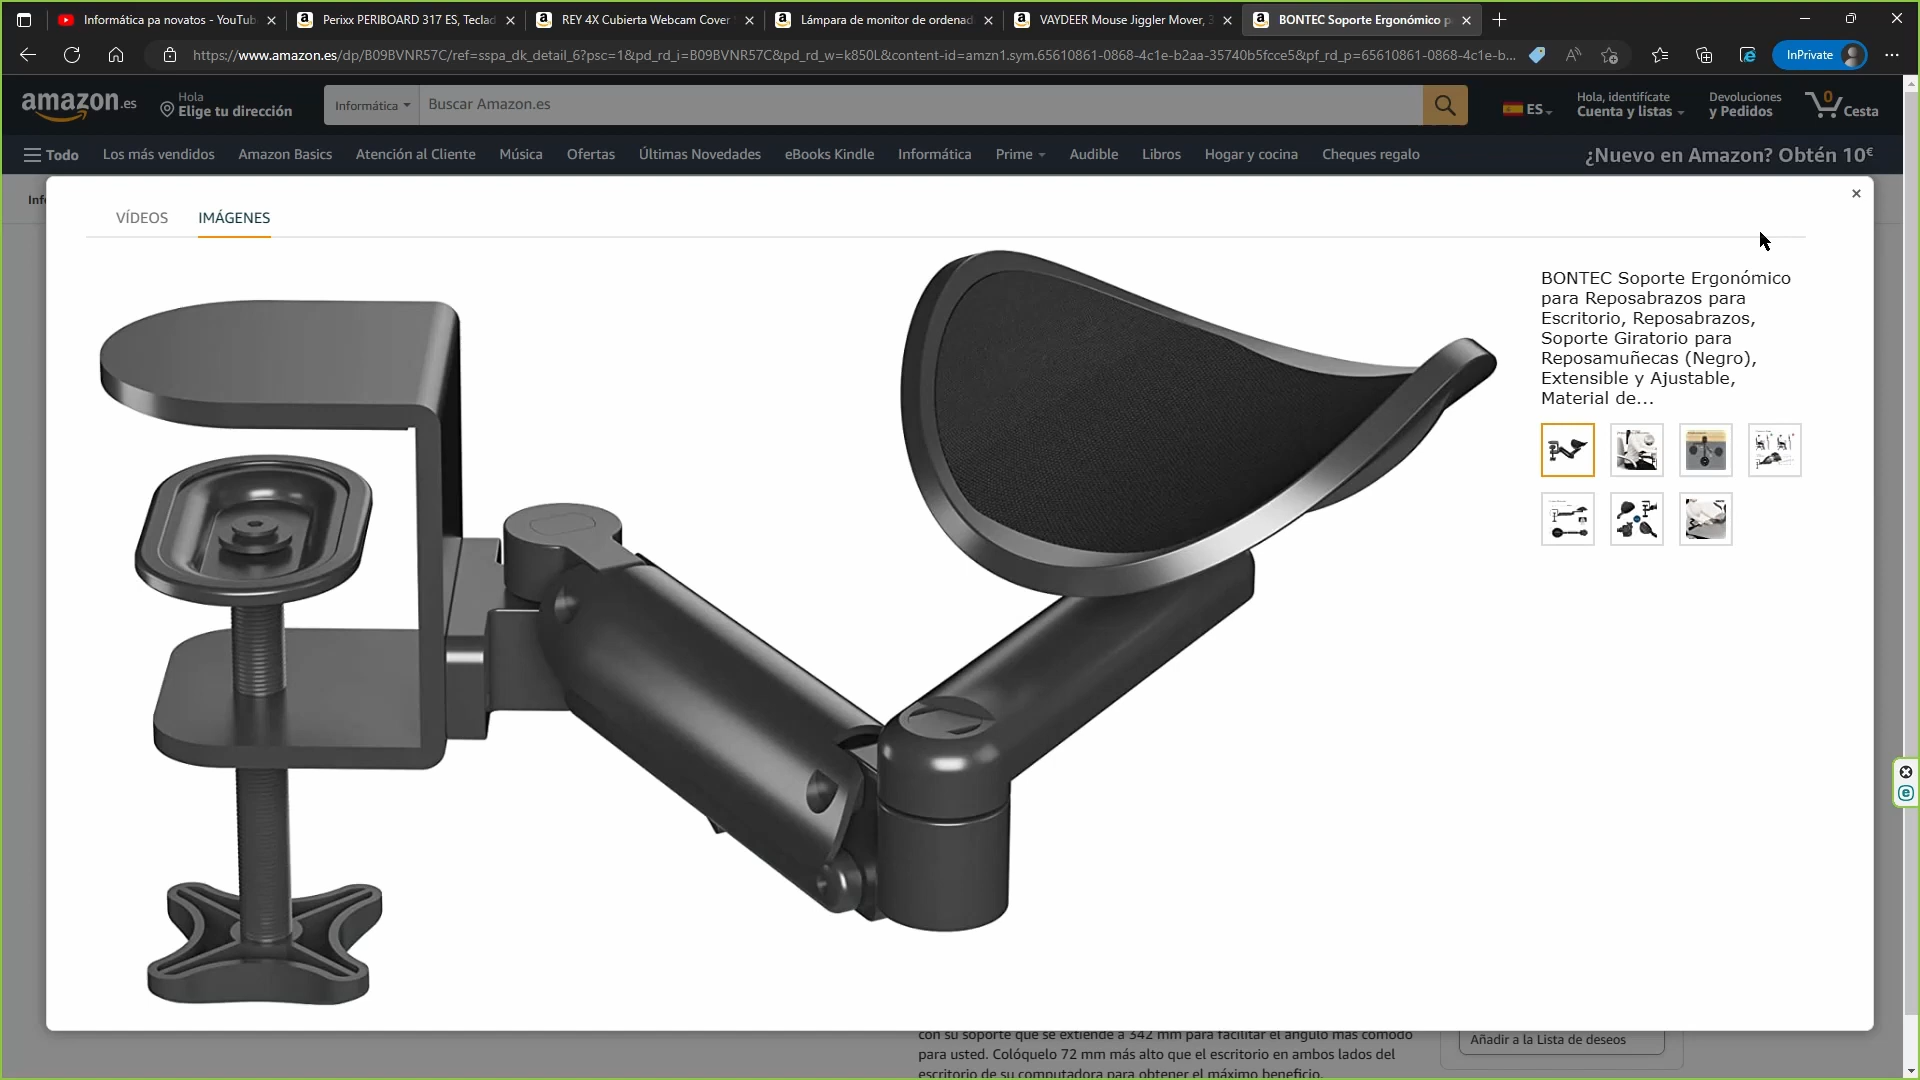 Informática pa novatos - YouTub
Perixx PERIBOARD 317 ES, Teclad
REY 4X Cubierta Webcam Cover
Lámpara de monitor de ordenad
VAYDEER Mouse Jiggler Mover, 3
BONTEC Soporte Ergonómico p
https://www.amazon.es/dp/B09BVNR57C/ref=sspa_dk_detail_6?psc=1&pd_rd_i=B09BVNR57C&pd_rd_w=k850L&content-id=amzn1.sym.65610861-0868-4c1e-b2aa-35740b5fcce5&pf_rd_p=65610861-0868-4c1e-b...
InPrivate
amazon.es
Hola
Elige tu dirección
Informática
Buscar Amazon.es
ES
Hola, identifícate
Cuenta y listas
Devoluciones
y Pedidos
0
Cesta
Todo
Los más vendidos
Amazon Basics
Atención al Cliente
Música
Ofertas
Últimas Novedades
eBooks Kindle
Informática
Prime
Audible
Libros
Hogar y cocina
Cheques regalo
¿Nuevo en Amazon? Obtén 10€
Inf
VÍDEOS
IMÁGENES
BONTEC Soporte Ergonómico
para Reposabrazos para
Escritorio, Reposabrazos,
Soporte Giratorio para
Reposamuñecas (Negro),
Extensible y Ajustable,
Material de...
con su soporte que se extiende a 342 mm para facilitar el ángulo más cómodo
para usted. Colóquelo 72 mm más alto que el escritorio en ambos lados del
escritorio de su computadora para obtener el máximo beneficio.
Añadir a la Lista de deseos